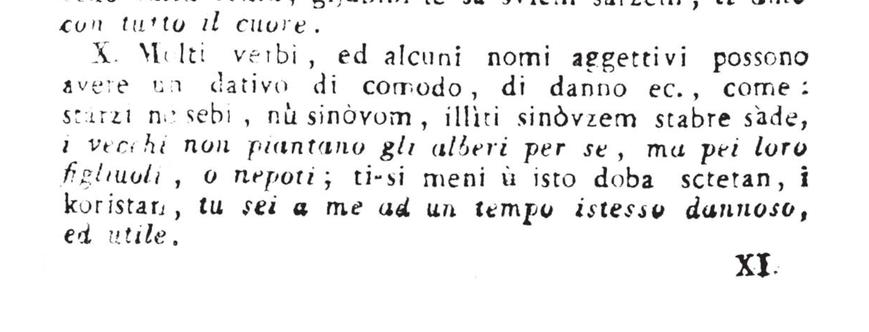 con tutto il cuore.
X. Molti verbi, ed alcuni nomi aggettivi possono
avere un dativo di comodo, di danno ec., come:
starzi ne sebi, nù sinòvom, illìti sinòvzem stabre sàde,
i vecchi non piantano gli alberi per se, ma pei loro
figliuoli, o nepoti; ti-si meni ù isto doba sctetan, i
koristan, tu sei a me ad un tempo istesso dannoso,
ed utile.
XI.